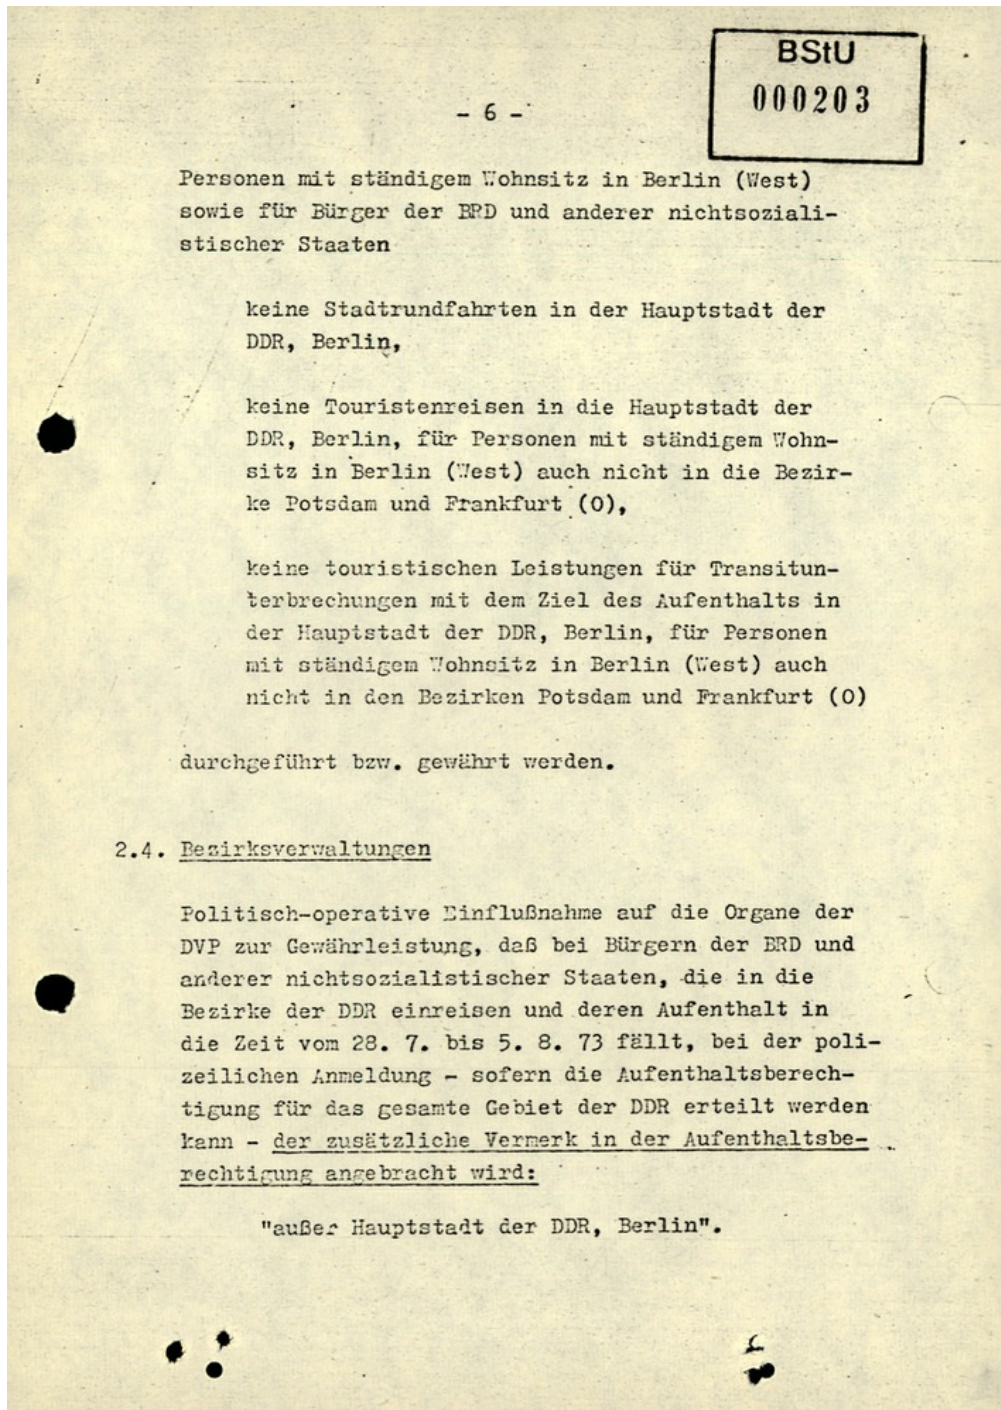 BStU
000203
- 6 -
Personen mit ständigem Wohnsitz in Berlin (West)
sowie für Bürger der BRD und anderer nichtsoziali-
stischer Staaten
keine Stadtrundfahrten in der Hauptstadt der
DDR, Berlin,
keine Touristenreisen in die Hauptstadt der
DDR, Berlin, für Personen mit ständigem Wohn-
sitz in Berlin (West) auch nicht in die Bezir-
ke Potsdam und Frankfurt (O),
keine touristischen Leistungen für Transitun-
terbrechungen mit dem Ziel des Aufenthalts in
der Hauptstadt der DDR, Berlin, für Personen
mit ständigem Wohnsitz in Berlin (West) auch
nicht in den Bezirken Potsdam und Frankfurt (O)
durchgeführt bzw. gewährt werden.
2.4. Bezirksverwaltungen
Politisch-operative Einflußnahme auf die Organe der
DVP zur Gewährleistung, daß bei Bürgern der BRD und
anderer nichtsozialistischer Staaten, die in die
Bezirke der DDR einreisen und deren Aufenthalt in
die Zeit vom 28. 7. bis 5. 8. 73 fällt, bei der poli-
zeilichen Anmeldung - sofern die Aufenthaltsberech-
tigung für das gesamte Gebiet der DDR erteilt werden
kann - der zusätzliche Vermerk in der Aufenthaltsbe-
rechtigung angebracht wird:
"außer Hauptstadt der DDR, Berlin".